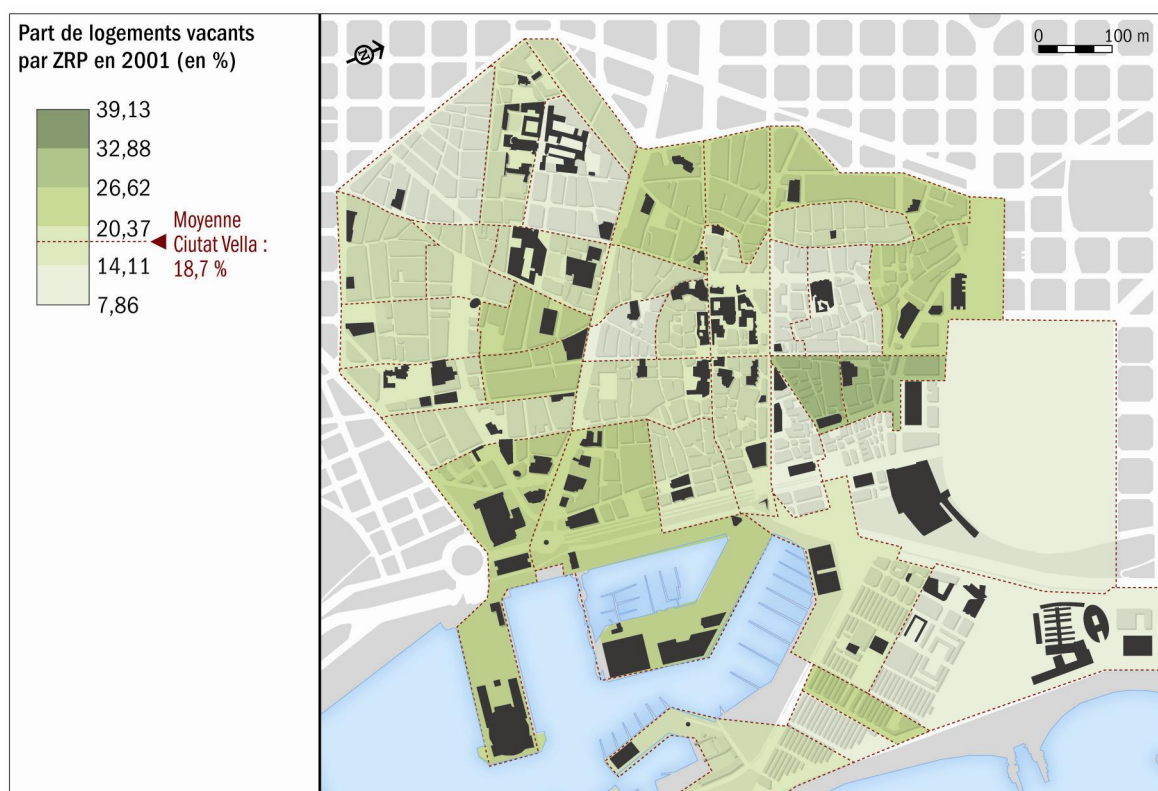 Part de logements vacants
par ZRP en 2001 (en %)
39,13
32,88
26,62
20,37
Moyenne
Ciutat Vella :
18,7 %
14,11
7,86
N
0 100 m